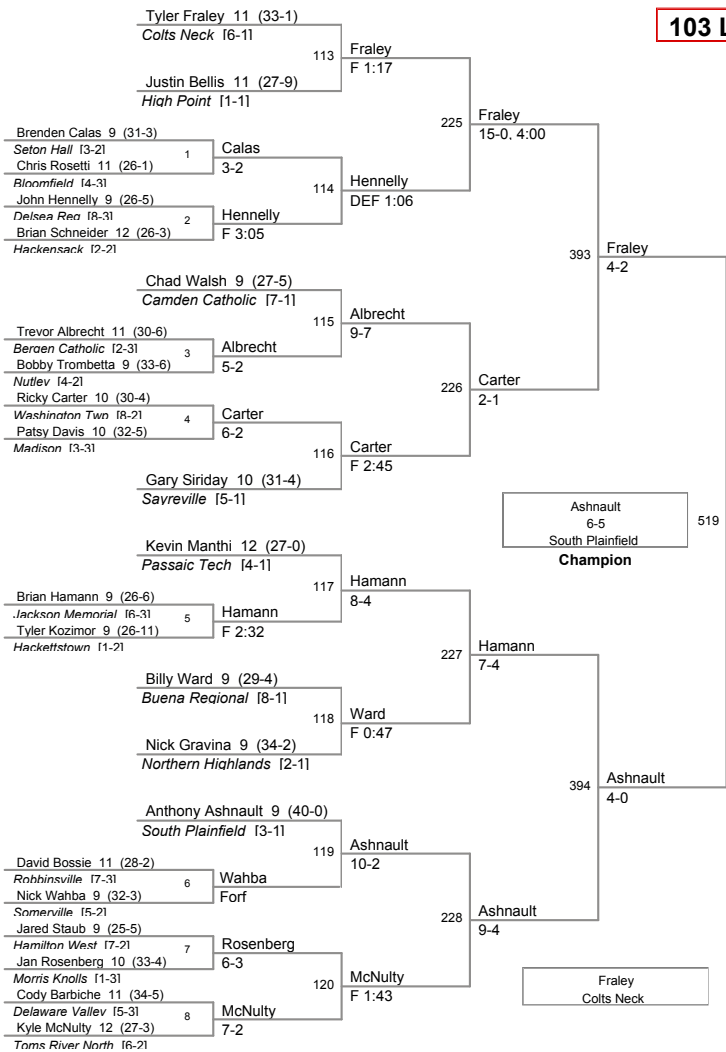 Tyler Fraley 11 (33-1)
Colts Neck [6-1]
103 L
113
Fraley
F 1:17
Justin Bellis 11 (27-9)
High Point [1-1]
225
Fraley
15-0, 4:00
Brenden Calas 9 (31-3)
Seton Hall [3-2]
1
Calas
3-2
Chris Rosetti 11 (26-1)
Bloomfield [4-3]
114
Hennelly
DEF 1:06
John Hennelly 9 (26-5)
Delsea Reg [8-3]
2
Hennelly
F 3:05
Brian Schneider 12 (26-3)
Hackensack [2-2]
393
Fraley
4-2
Chad Walsh 9 (27-5)
Camden Catholic [7-1]
115
Albrecht
9-7
Trevor Albrecht 11 (30-6)
Bergen Catholic [2-3]
3
Albrecht
5-2
Bobby Trombetta 9 (33-6)
Nutley [4-2]
226
Carter
2-1
Ricky Carter 10 (30-4)
Washington Twp [8-2]
4
Carter
6-2
Patsy Davis 10 (32-5)
Madison [3-3]
116
Carter
F 2:45
Gary Siriday 10 (31-4)
Sayreville [5-1]
Ashnault
6-5
South Plainfield
519
Champion
Kevin Manthi 12 (27-0)
Passaic Tech [4-1]
117
Hamann
8-4
Brian Hamann 9 (26-6)
Jackson Memorial [6-3]
5
Hamann
F 2:32
Tyler Kozimor 9 (26-11)
Hackettstown [1-2]
227
Hamann
7-4
Billy Ward 9 (29-4)
Buena Regional [8-1]
118
Ward
F 0:47
Nick Gravina 9 (34-2)
Northern Highlands [2-1]
394
Ashnault
4-0
Anthony Ashnault 9 (40-0)
South Plainfield [3-1]
119
Ashnault
10-2
David Bossie 11 (28-2)
Robbinsville [7-3]
6
Wahba
Forf
Nick Wahba 9 (32-3)
Somerville [5-2]
228
Ashnault
9-4
Jared Staub 9 (25-5)
Hamilton West [7-2]
7
Rosenberg
6-3
Jan Rosenberg 10 (33-4)
Morris Knolls [1-3]
120
McNulty
F 1:43
Cody Barbiche 11 (34-5)
Delaware Valley [5-3]
8
McNulty
7-2
Kyle McNulty 12 (27-3)
Toms River North [6-2]
Fraley
Colts Neck